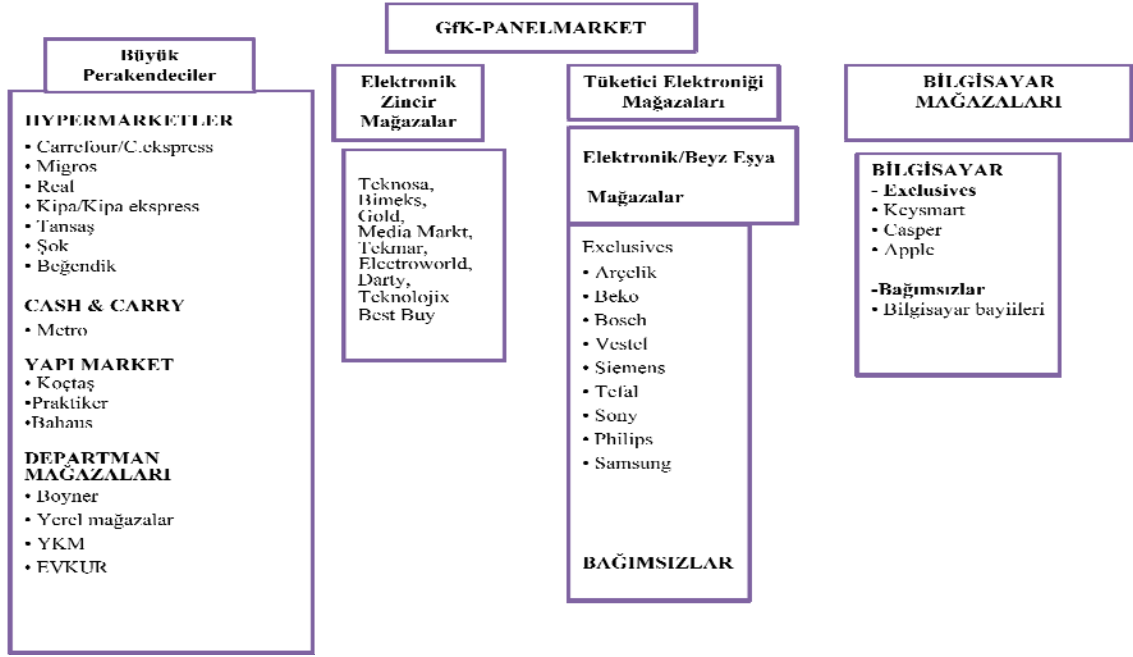 GfK-PANELMARKET
Büyük
Perakendeciler
HYPERMARKETLER
• Carrefour/C.ekspress
• Migros
• Real
• Kipa/Kipa ekspress
• Tansaş
• Şok
• Beğendik
CASH & CARRY
• Metro
YAPI MARKET
• Koçtaş
•Praktiker
•Bahaus
DEPARTMAN
MAĞAZALARI
• Boyner
• Yerel mağazalar
• YKM
• EVKUR
Elektronik
Zincir
Mağazalar
Teknosa,
Bimeks,
Gold,
Media Markt,
Tekmar,
Electroworld,
Darty,
Teknolojix
Best Buy
Tüketici Elektroniği
Mağazaları
Elektronik/Beyz Eşya
Mağazalar
Exclusives
• Arçelik
• Beko
• Bosch
• Vestel
• Siemens
• Tefal
• Sony
• Philips
• Samsung
BAĞIMSIZLAR
BİLGİSAYAR
MAĞAZALARI
BİLGİSAYAR
- Exclusives
• Keysmart
• Casper
• Apple
-Bağımsızlar
• Bilgisayar bayiileri